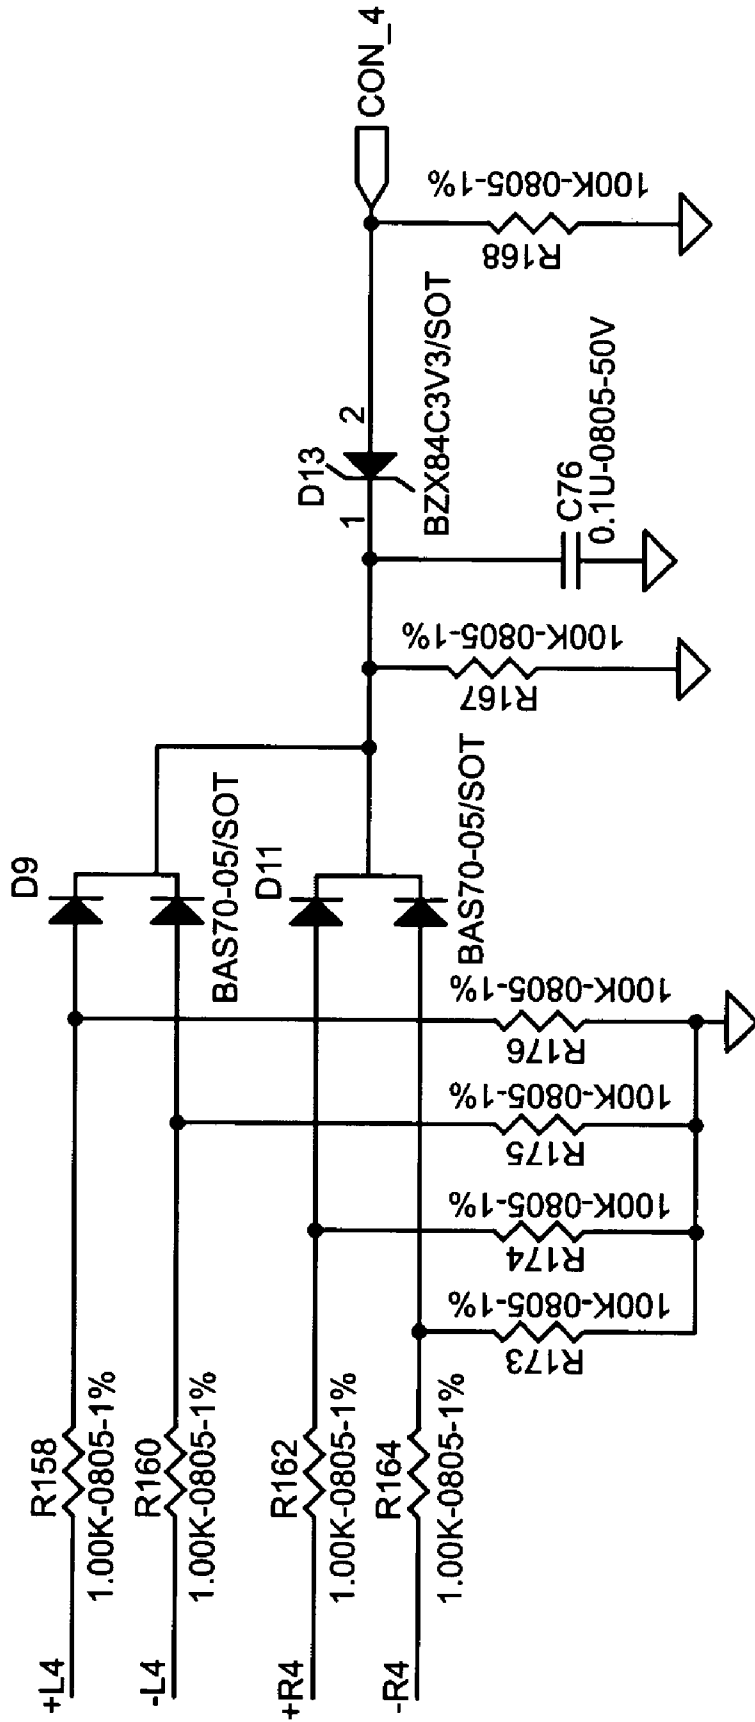 +L4
R158
1.00K-0805-1%
-L4
R160
1.00K-0805-1%
+R4
R162
1.00K-0805-1%
-R4
R164
1.00K-0805-1%
R173
100K-0805-1%
R174
100K-0805-1%
R175
100K-0805-1%
R176
100K-0805-1%
D9
BAS70-05/SOT
D11
BAS70-05/SOT
R167
100K-0805-1%
C76
0.1U-0805-50V
D13
1
2
BZX84C3V3/SOT
R168
100K-0805-1%
CON_4